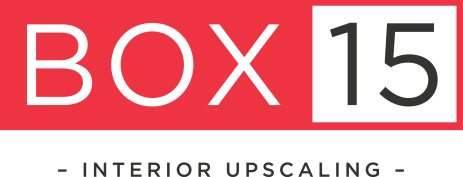 BOX 15
– INTERIOR UPSCALING –